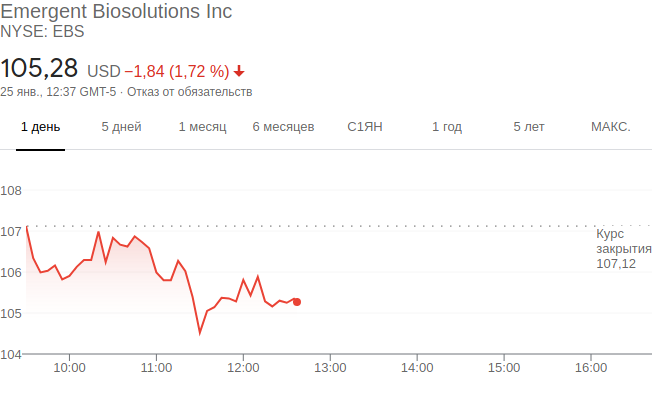 Emergent Biosolutions Inc
NYSE: EBS
105,28 USD −1,84 (1,72 %)
25 янв., 12:37 GMT-5 · Отказ от обязательств
1 день 5 дней 1 месяц 6 месяцев С1ЯН 1 год 5 лет МАКС.
108
107
Курс
закрытия
107,12
106
105
104
10:00 11:00 12:00 13:00 14:00 15:00 16:00